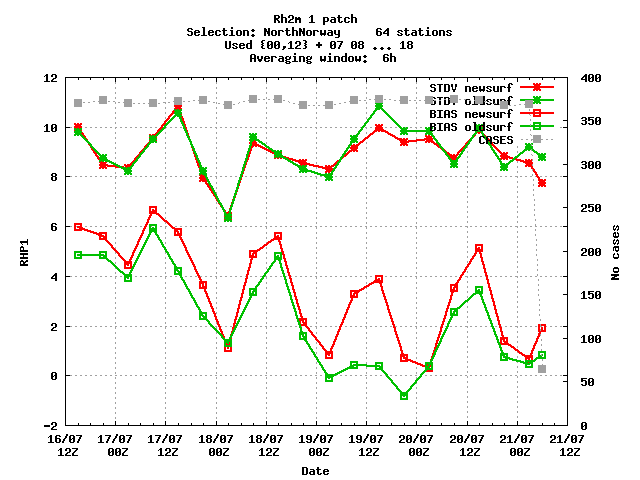 Rh2m 1 patch
Selection: NorthNorway     64 stations
Used {00,12} + 07 08 ... 18
Averaging window:  6h
STDV newsurf
STDV oldsurf
BIAS newsurf
BIAS oldsurf
CASES
12
10
8
6
4
2
0
-2
RHP1
400
350
300
250
200
150
100
50
0
No cases
16/07 17/07 17/07 18/07 18/07 19/07 19/07 20/07 20/07 21/07 21/07
12Z 00Z 12Z 00Z 12Z 00Z 12Z 00Z 12Z 00Z 12Z
Date